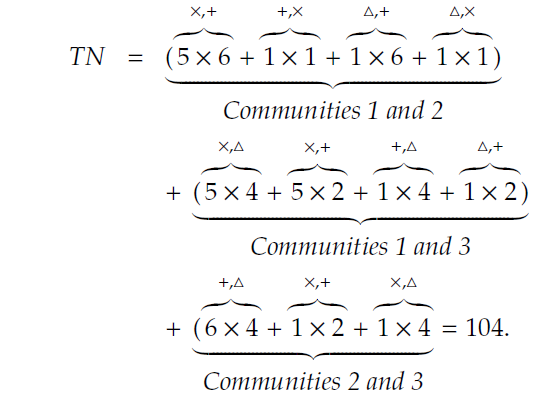 ×,+ +,× △,+ △,×
TN = (5 × 6 + 1 × 1 + 1 × 6 + 1 × 1)
Communities 1 and 2
×,△ ×,+ +,△ △,+
+ (5 × 4 + 5 × 2 + 1 × 4 + 1 × 2)
Communities 1 and 3
+,△ ×,+ ×,△
+ (6 × 4 + 1 × 2 + 1 × 4 = 104.
Communities 2 and 3